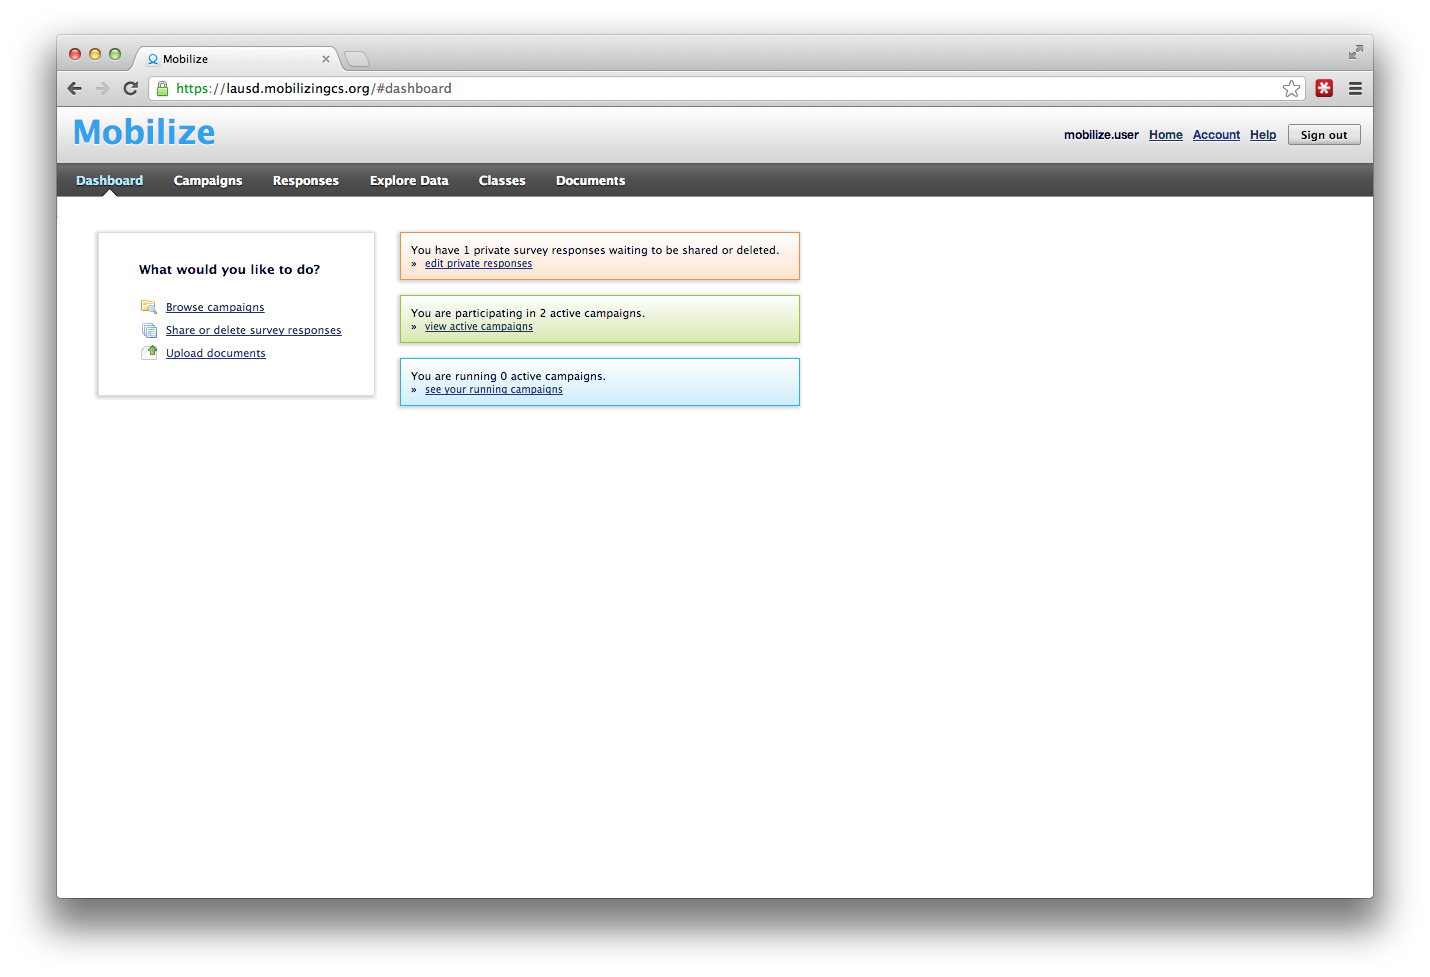 Mobilize
https://lausd.mobilizingcs.org/#dashboard
Mobilize
mobilize.user Home Account Help Sign out
Dashboard Campaigns Responses Explore Data Classes Documents
What would you like to do?
Browse campaigns
Share or delete survey responses
Upload documents
You have 1 private survey responses waiting to be shared or deleted.
» edit private responses
You are participating in 2 active campaigns.
» view active campaigns
You are running 0 active campaigns.
» see your running campaigns